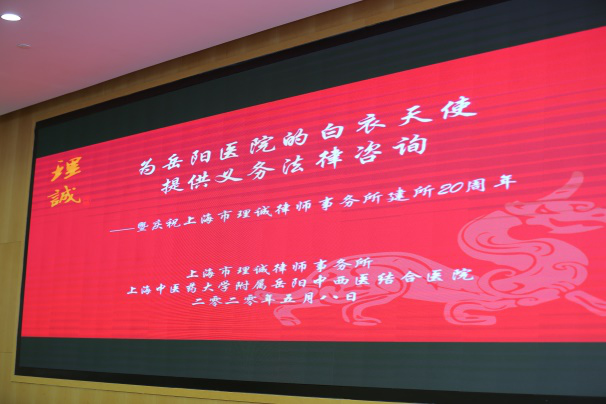 理
誠
为岳阳医院的白衣天使
提供义务法律咨询
——暨庆祝上海市理诚律师事务所建所20周年
上海市理诚律师事务所
上海中医药大学附属岳阳中西医结合医院
二零二零年五月八日